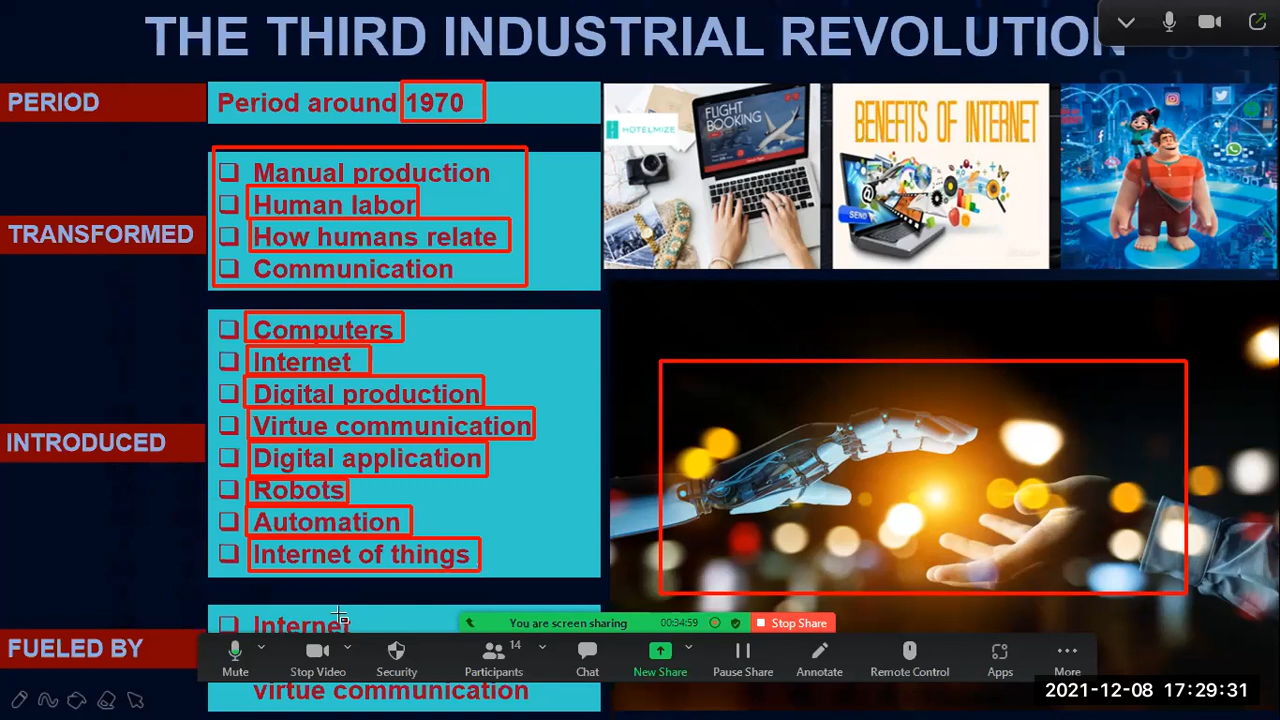 THE THIRD INDUSTRIAL REVOLUTION
PERIOD
Period around 1970
TRANSFORMED
Manual production
Human labor
How humans relate
Communication
INTRODUCED
Computers
Internet
Digital production
Virtue communication
Digital application
Robots
Automation
Internet of things
FUELED BY
Internet
virtue communication
HOTELMIZE
FLIGHT
BOOKING
BENEFITS OF INTERNET
SEND
You are screen sharing
00:34:59
Stop Share
Mute
Stop Video
Security
Participants
14
Chat
New Share
Pause Share
Annotate
Remote Control
Apps
More
2021-12-08 17:29:31